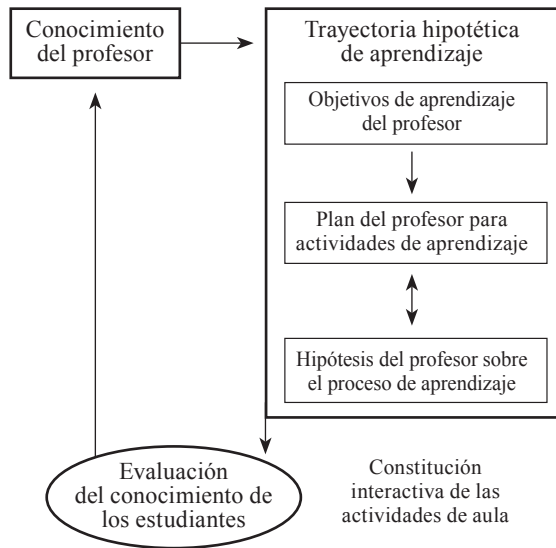 Conocimiento
del profesor
Trayectoria hipotética
de aprendizaje
Objetivos de aprendizaje
del profesor
Plan del profesor para
actividades de aprendizaje
Hipótesis del profesor sobre
el proceso de aprendizaje
Evaluación
del conocimiento de
los estudiantes
Constitución
interactiva de las
actividades de aula